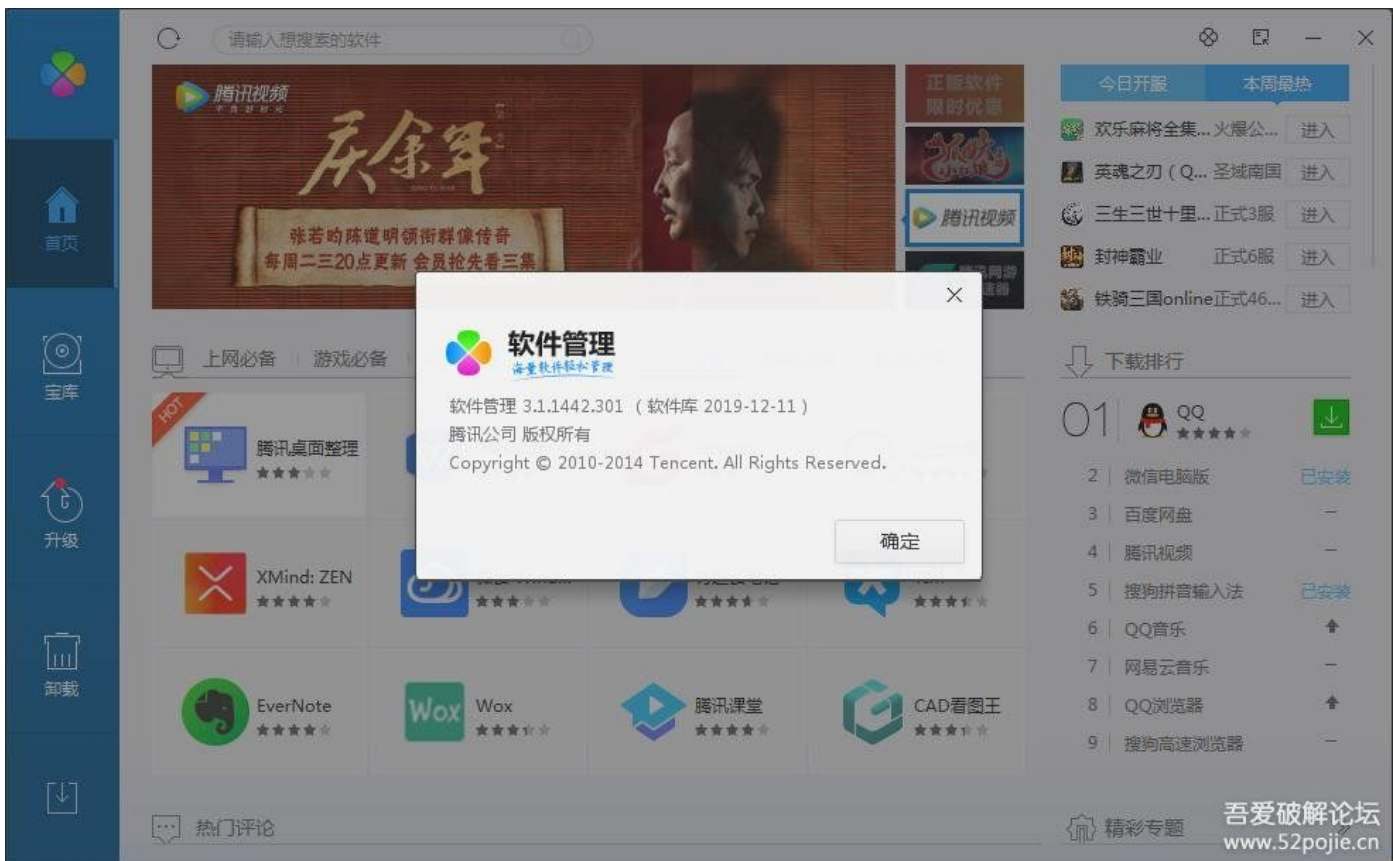 请输入想搜索的软件
腾讯视频
不负好时光
庆余年
张若昀陈道明领衔群像传奇
每周二三20点更新 会员抢先看三集
正版软件
限时优惠
腾讯视频
今日开服
本周最热
欢乐麻将全集... 火爆公... 进入
英魂之刃（Q... 圣域南国 进入
三生三世十里... 正式3服 进入
封神霸业 正式6服 进入
铁骑三国online 正式46... 进入
首页
宝库
升级
卸载
上网必备
游戏必备
软件管理
海量软件轻松管理
软件管理 3.1.1442.301 （ 软件库 2019-12-11 ）
腾讯公司 版权所有
Copyright © 2010-2014 Tencent. All Rights Reserved.
确定
HOT
腾讯桌面整理
XMind: ZEN
EverNote
Wox
Wox
腾讯课堂
CAD看图王
下载排行
01 QQ
2 微信电脑版 已安装
3 百度网盘 —
4 腾讯视频 —
5 搜狗拼音输入法 已安装
6 QQ音乐
7 网易云音乐 —
8 QQ浏览器
9 搜狗高速浏览器 —
热门评论
精彩专题
吾爱破解论坛
www.52pojie.cn